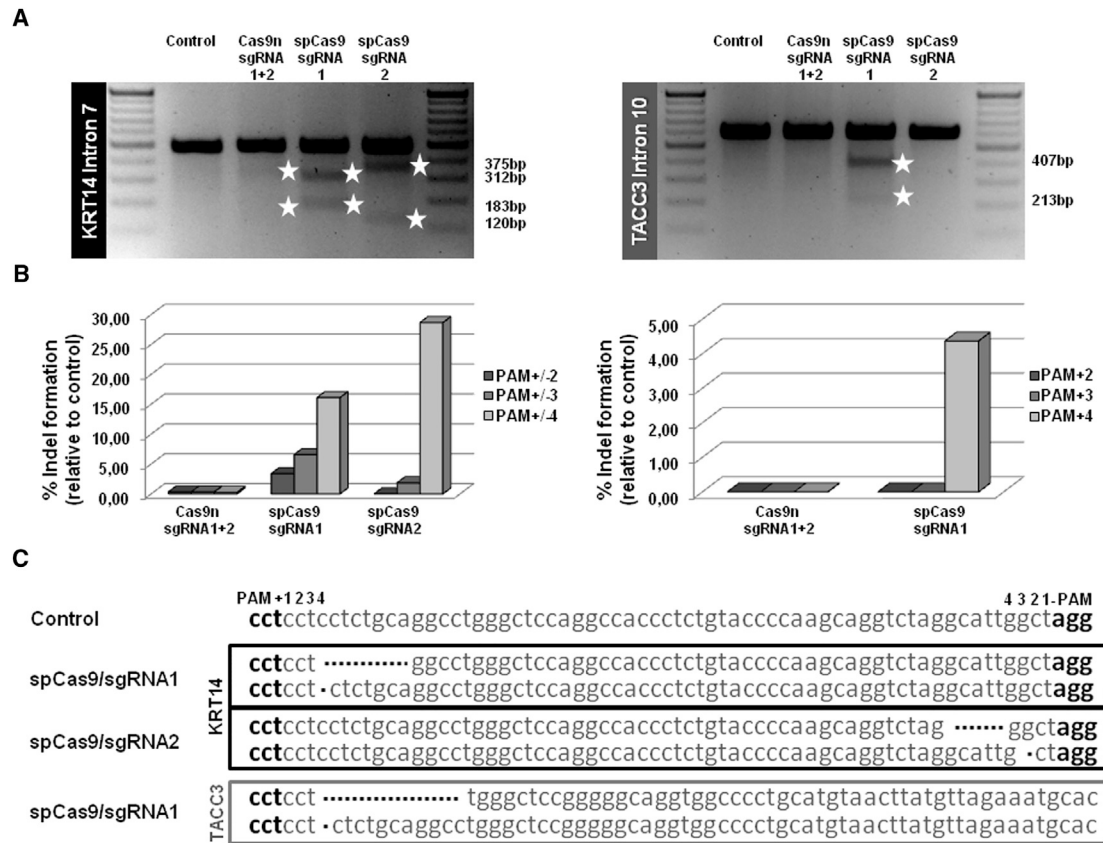 A
Control
Cas9n
sgRNA
1+2
spCas9
sgRNA
1
spCas9
sgRNA
2
KRT14 Intron 7
375bp
312bp
183bp
120bp
Control
Cas9n
sgRNA
1+2
spCas9
sgRNA
1
spCas9
sgRNA
2
TACC3 Intron 10
407bp
213bp
B
% Indel formation
(relative to control)
30,00
25,00
20,00
15,00
10,00
5,00
0,00
Cas9n
sgRNA1+2
spCas9
sgRNA1
spCas9
sgRNA2
PAM+/-2
PAM+/-3
PAM+/-4
% Indel formation
(relative to control)
5,00
4,00
3,00
2,00
1,00
0,00
Cas9n
sgRNA1+2
spCas9
sgRNA1
PAM+2
PAM+3
PAM+4
C
PAM +1 2 3 4 4 3 2 1-PAM
Control cctcctcctctgcaggcctgggctccaggccaccctctgtaccccaagcaggtctaggcattggctagg
KRT14
spCas9/sgRNA1
cctcct ············ ggcctgggctccaggccaccctctgtaccccaagcaggtctaggcattggctagg
cctcct·ctctgcaggcctgggctccaggccaccctctgtaccccaagcaggtctaggcattggctagg
spCas9/sgRNA2
cctcctcctctgcaggcctgggctccaggccaccctctgtaccccaagcaggtctag ······· ggctagg
cctcctcctctgcaggcctgggctccaggccaccctctgtaccccaagcaggtctaggcattg ·ctagg
TACC3
spCas9/sgRNA1
cctcct ···················· tgggctccgggggcaggtggcccctgcatgtaacttatgttagaaatgcac
cctcct ·ctctgcaggcctgggctccgggggcaggtggcccctgcatgtaacttatgttagaaatgcac